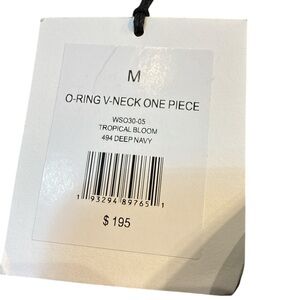 M
O-RING V-NECK ONE PIECE
WSO30-05
TROPICAL BLOOM
494 DEEP NAVY
1 93294 89765 1
$ 195